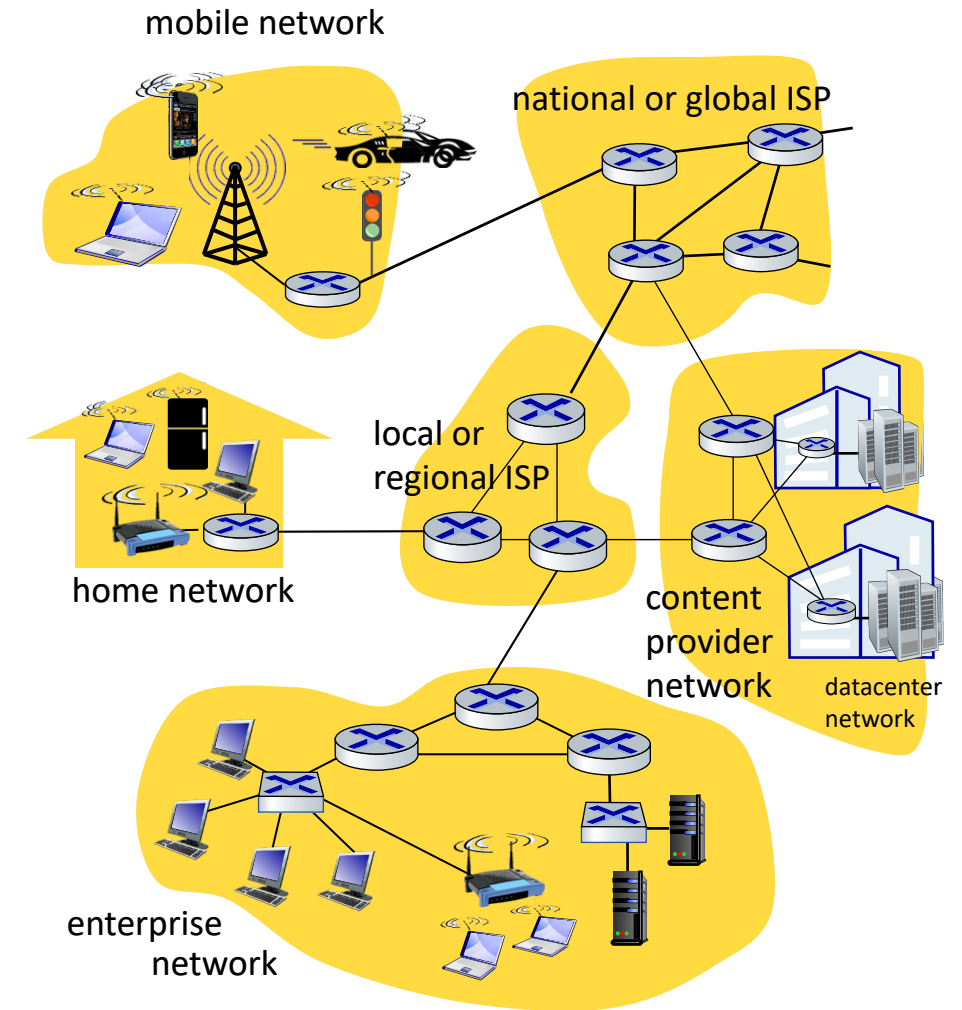 mobile network
national or global ISP
local or
regional ISP
home network
content
provider
network
datacenter
network
enterprise
network